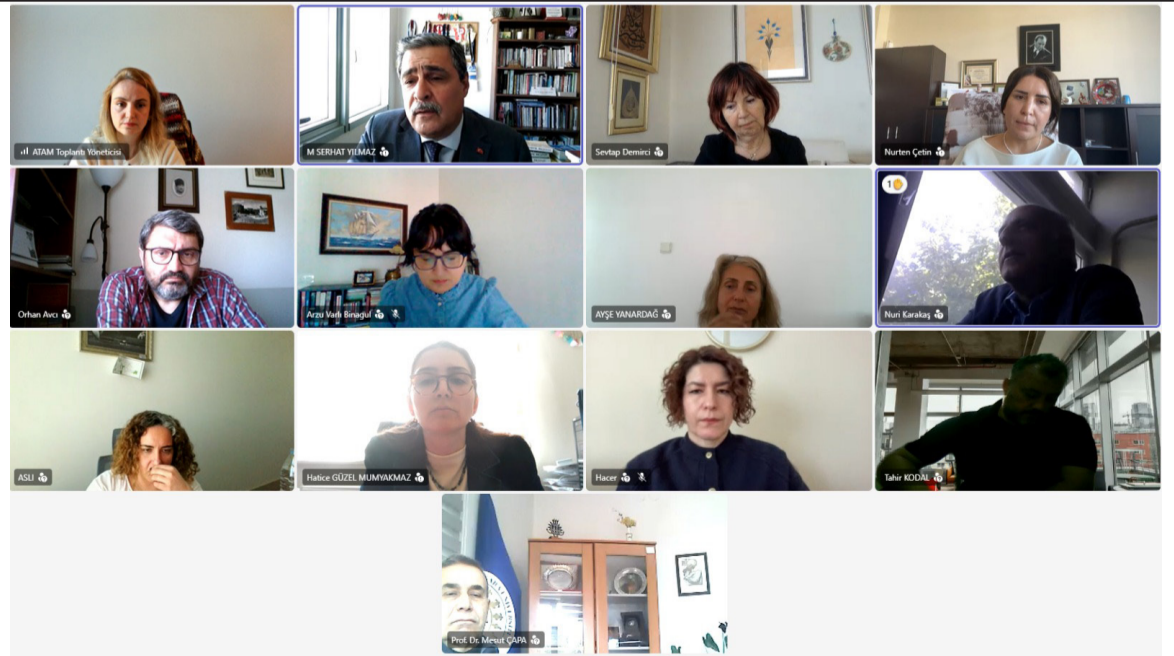 ATAM Toplantı Yöneticisi
M SERHAT YILMAZ
Sevtap Demirci
Nurten Çetin
Orhan Avcı
Arzu Varlı Binagul
AYŞE YANARDAĞ
1
Nuri Karakaş
ASLI
Hatice GÜZEL MUMYAKMAZ
Hacer
Tahir KODAL
Prof. Dr. Mesut ÇAPA